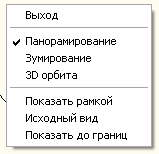 Выход
Панорамирование
Зумирование
3D орбита
Показать рамкой
Исходный вид
Показать до границ